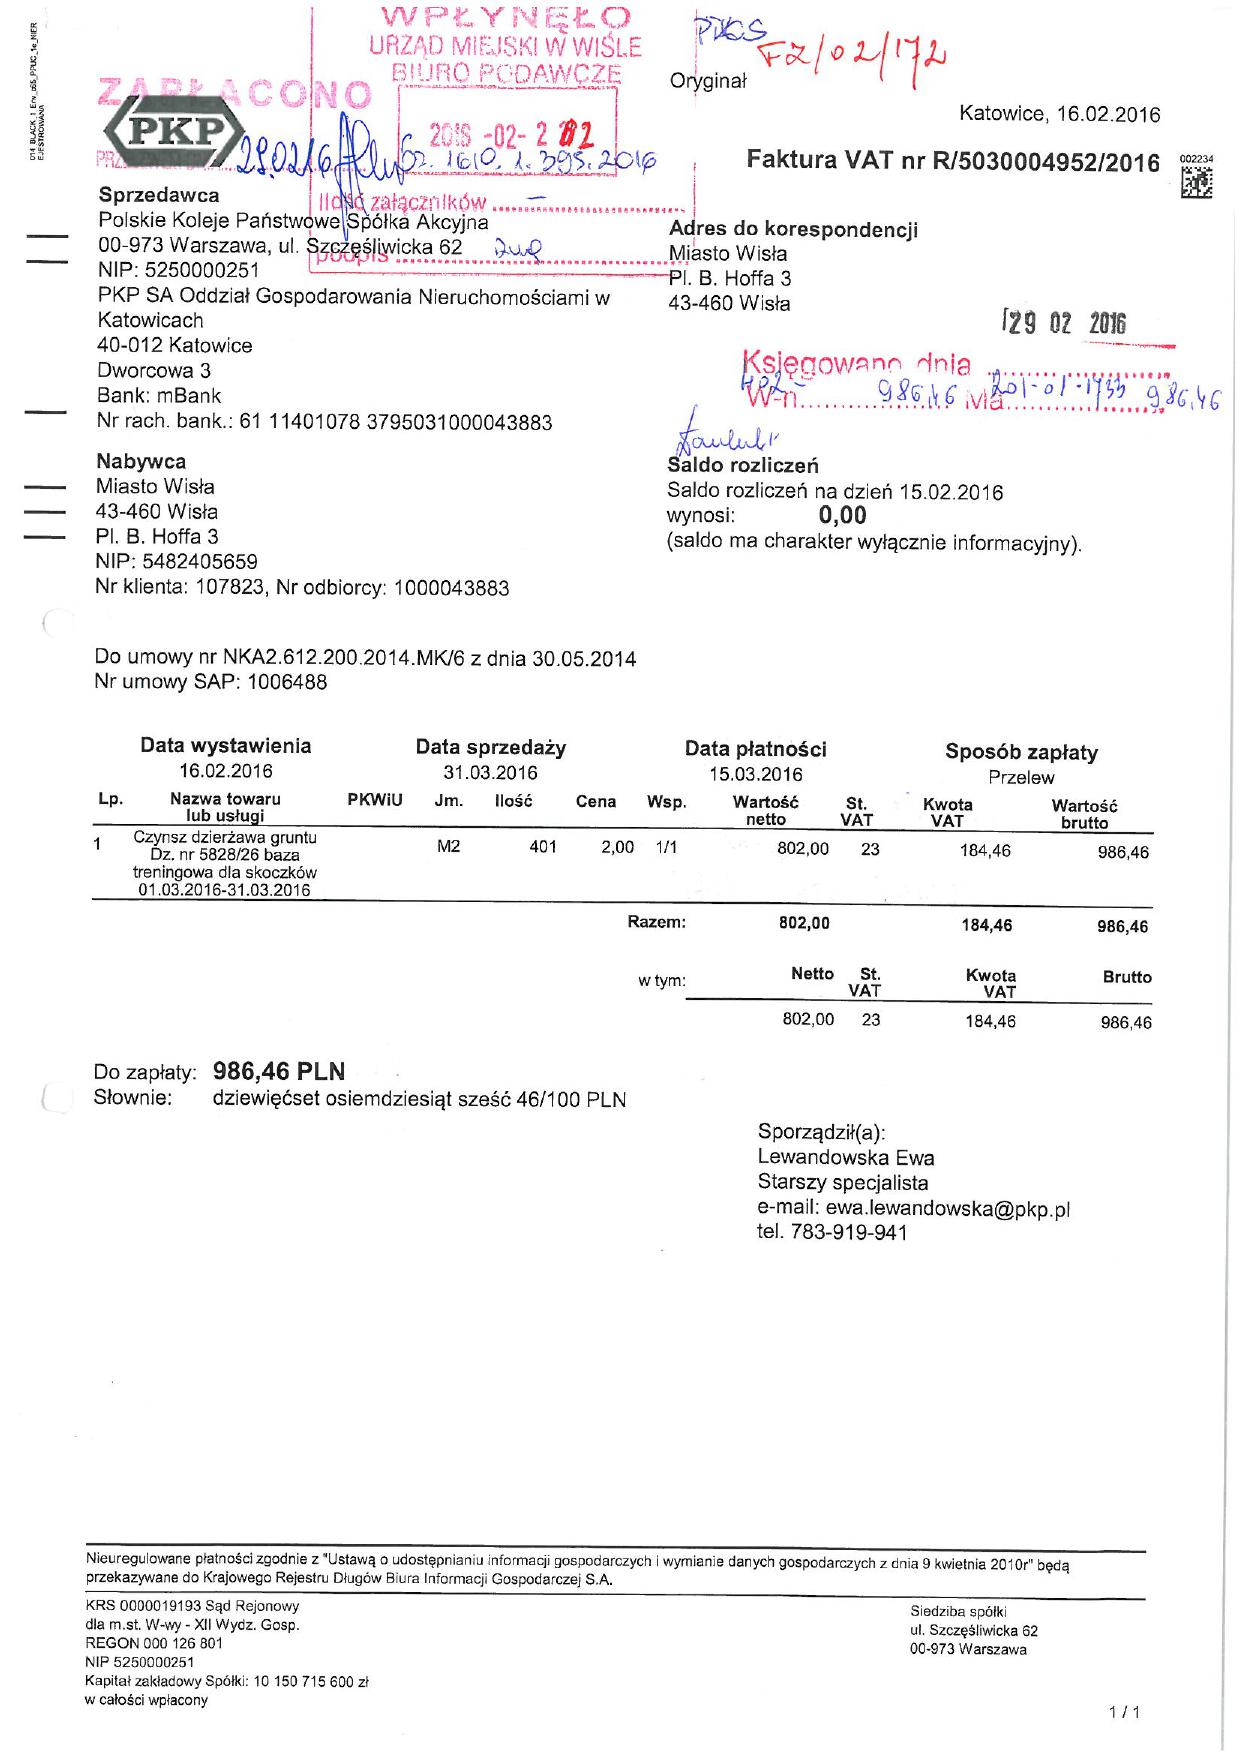 WPŁYNĘŁO
URZĄD MIEJSKI W WIŚLE
BIURO PODAWCZE
ZAPŁACONO
PKP
29.02.16
02.1610.1.395.2016
Ilość załączników
podpis
F2/02/172
Oryginał
Katowice, 16.02.2016
Faktura VAT nr R/5030004952/2016
002234
Sprzedawca
Polskie Koleje Państwowe Spółka Akcyjna
00-973 Warszawa, ul. Szczęśliwicka 62
NIP: 5250000251
PKP SA Oddział Gospodarowania Nieruchomościami w
Katowicach
40-012 Katowice
Dworcowa 3
Bank: mBank
Nr rach. bank.: 61 11401078 3795031000043883
Adres do korespondencji
Miasto Wisła
Pl. B. Hoffa 3
43-460 Wisła
29 02 2016
Księgowano dnia
W-n 986,46 Ma 201-01-1733 986,46
Nabywca
Miasto Wisła
43-460 Wisła
Pl. B. Hoffa 3
NIP: 5482405659
Nr klienta: 107823, Nr odbiorcy: 1000043883
Saldo rozliczeń
Saldo rozliczeń na dzień 15.02.2016
wynosi: 0,00
(saldo ma charakter wyłącznie informacyjny).
Do umowy nr NKA2.612.200.2014.MK/6 z dnia 30.05.2014
Nr umowy SAP: 1006488
Data wystawienia Data sprzedaży Data płatności Sposób zapłaty
16.02.2016 31.03.2016 15.03.2016 Przelew
Lp. Nazwa towaru PKWiU Jm. Ilość Cena Wsp. Wartość St. Kwota Wartość
lub usługi netto VAT VAT brutto
1 Czynsz dzierżawa gruntu M2 401 2,00 1/1 802,00 23 184,46 986,46
Dz. nr 5828/26 baza
treningowa dla skoczków
01.03.2016-31.03.2016
Razem: 802,00 184,46 986,46
w tym: Netto St. Kwota Brutto
VAT VAT
802,00 23 184,46 986,46
Do zapłaty: 986,46 PLN
Słownie: dziewięćset osiemdziesiąt sześć 46/100 PLN
Sporządził(a):
Lewandowska Ewa
Starszy specjalista
e-mail: ewa.lewandowska@pkp.pl
tel. 783-919-941
Nieuregulowane płatności zgodnie z "Ustawą o udostępnianiu informacji gospodarczych i wymianie danych gospodarczych z dnia 9 kwietnia 2010r" będą
przekazywane do Krajowego Rejestru Długów Biura Informacji Gospodarczej S.A.
KRS 0000019193 Sąd Rejonowy
dla m.st. W-wy - XII Wydz. Gosp.
REGON 000 126 801
NIP 5250000251
Kapitał zakładowy Spółki: 10 150 715 600 zł
w całości wpłacony
Siedziba spółki
ul. Szczęśliwicka 62
00-973 Warszawa
1 / 1